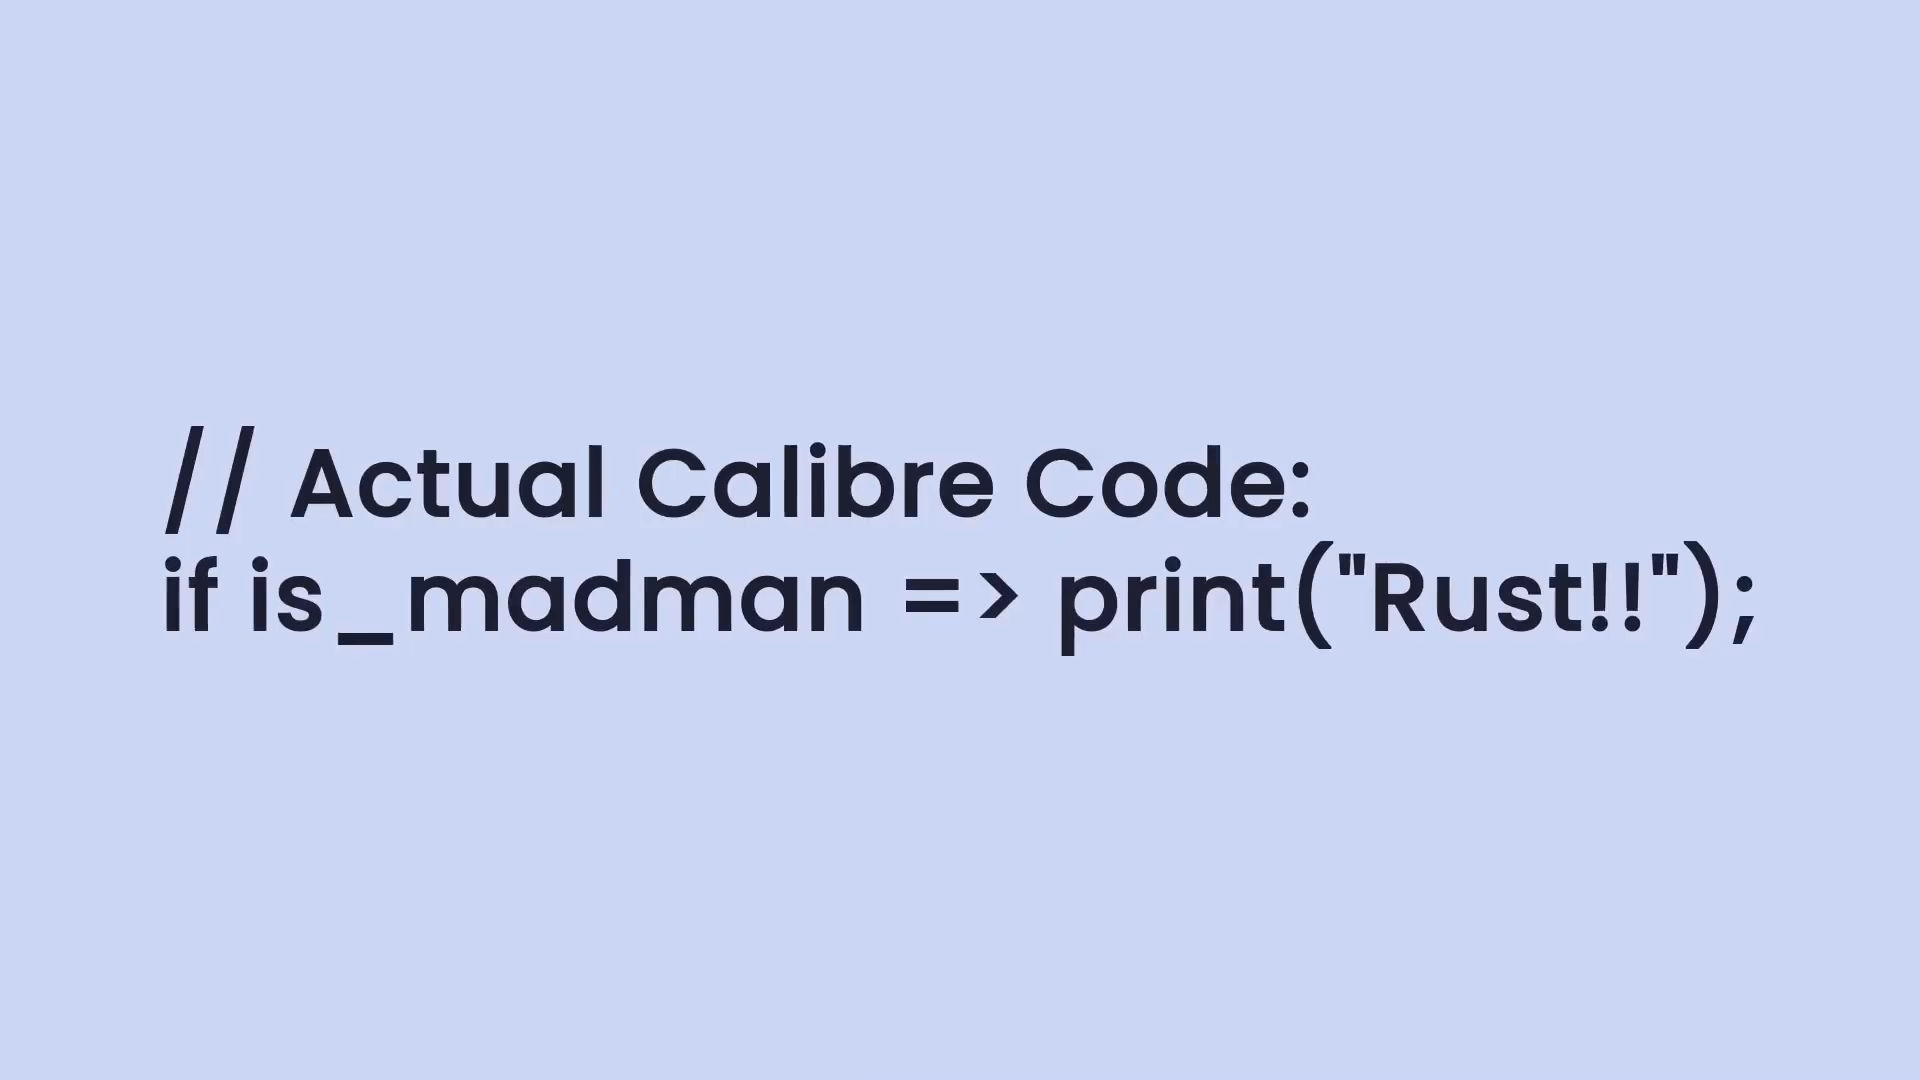 // Actual Calibre Code:
if is_madman => print("Rust!!");